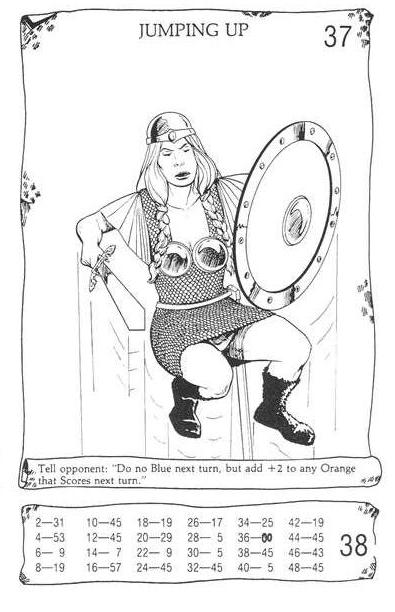 JUMPING UP 37
Tell opponent: "Do no Blue next turn, but add +2 to any Orange
that Scores next turn."
2—31 10—45 18—19 26—17 34—25 42—19
4—53 12—45 20—29 28— 5 36—00 44—45
6— 9 14— 7 22— 9 30— 5 38—45 46—43
8—19 16—57 24—45 32—45 40— 5 48—45
38